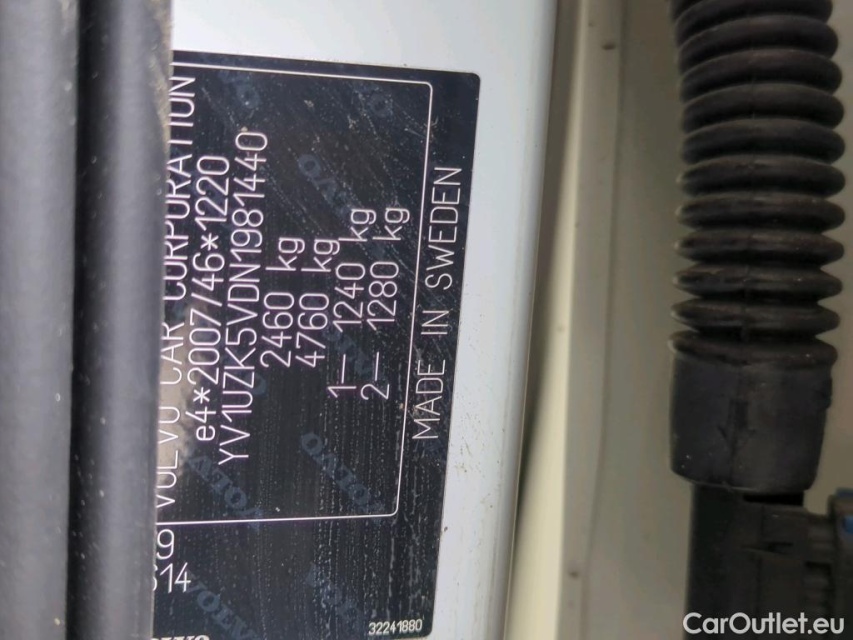 VOLVO CAR CORPORATION
e4*2007/46*1220
YV1UZK5VDN1981440
2460 kg
4760 kg
1– 1240 kg
2– 1280 kg
MADE IN SWEDEN
32241880
CarOutlet.eu